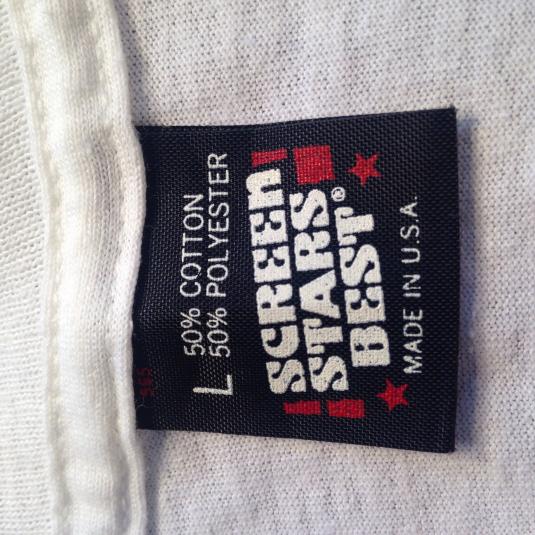 L 50% COTTON
50% POLYESTER
SCREEN
STARS
BEST®
MADE IN U.S.A.